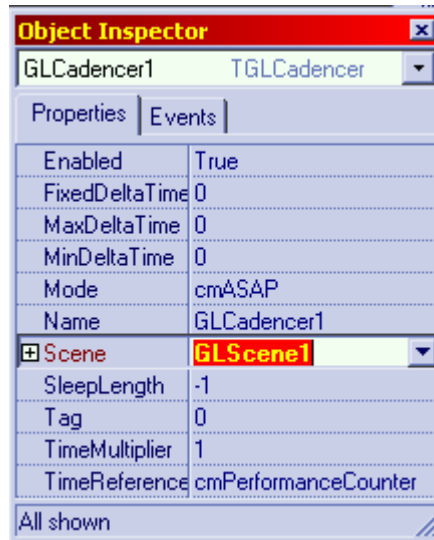 Object Inspector
GLCadencer1 TGLCadencer
Properties Events
Enabled True
FixedDeltaTime 0
MaxDeltaTime 0
MinDeltaTime 0
Mode cmASAP
Name GLCadencer1
Scene GLScene1
SleepLength -1
Tag 0
TimeMultiplier 1
TimeReference cmPerformanceCounter
All shown